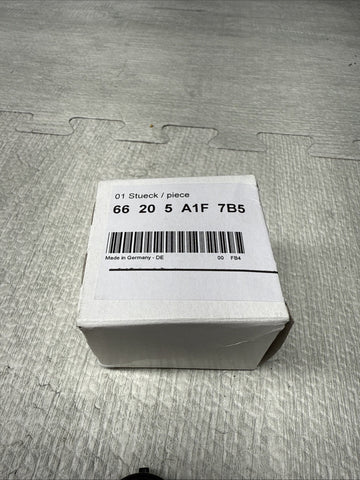 01 Stueck / piece
66 20 5 A1F 7B5
Made in Germany - DE 00 FB4